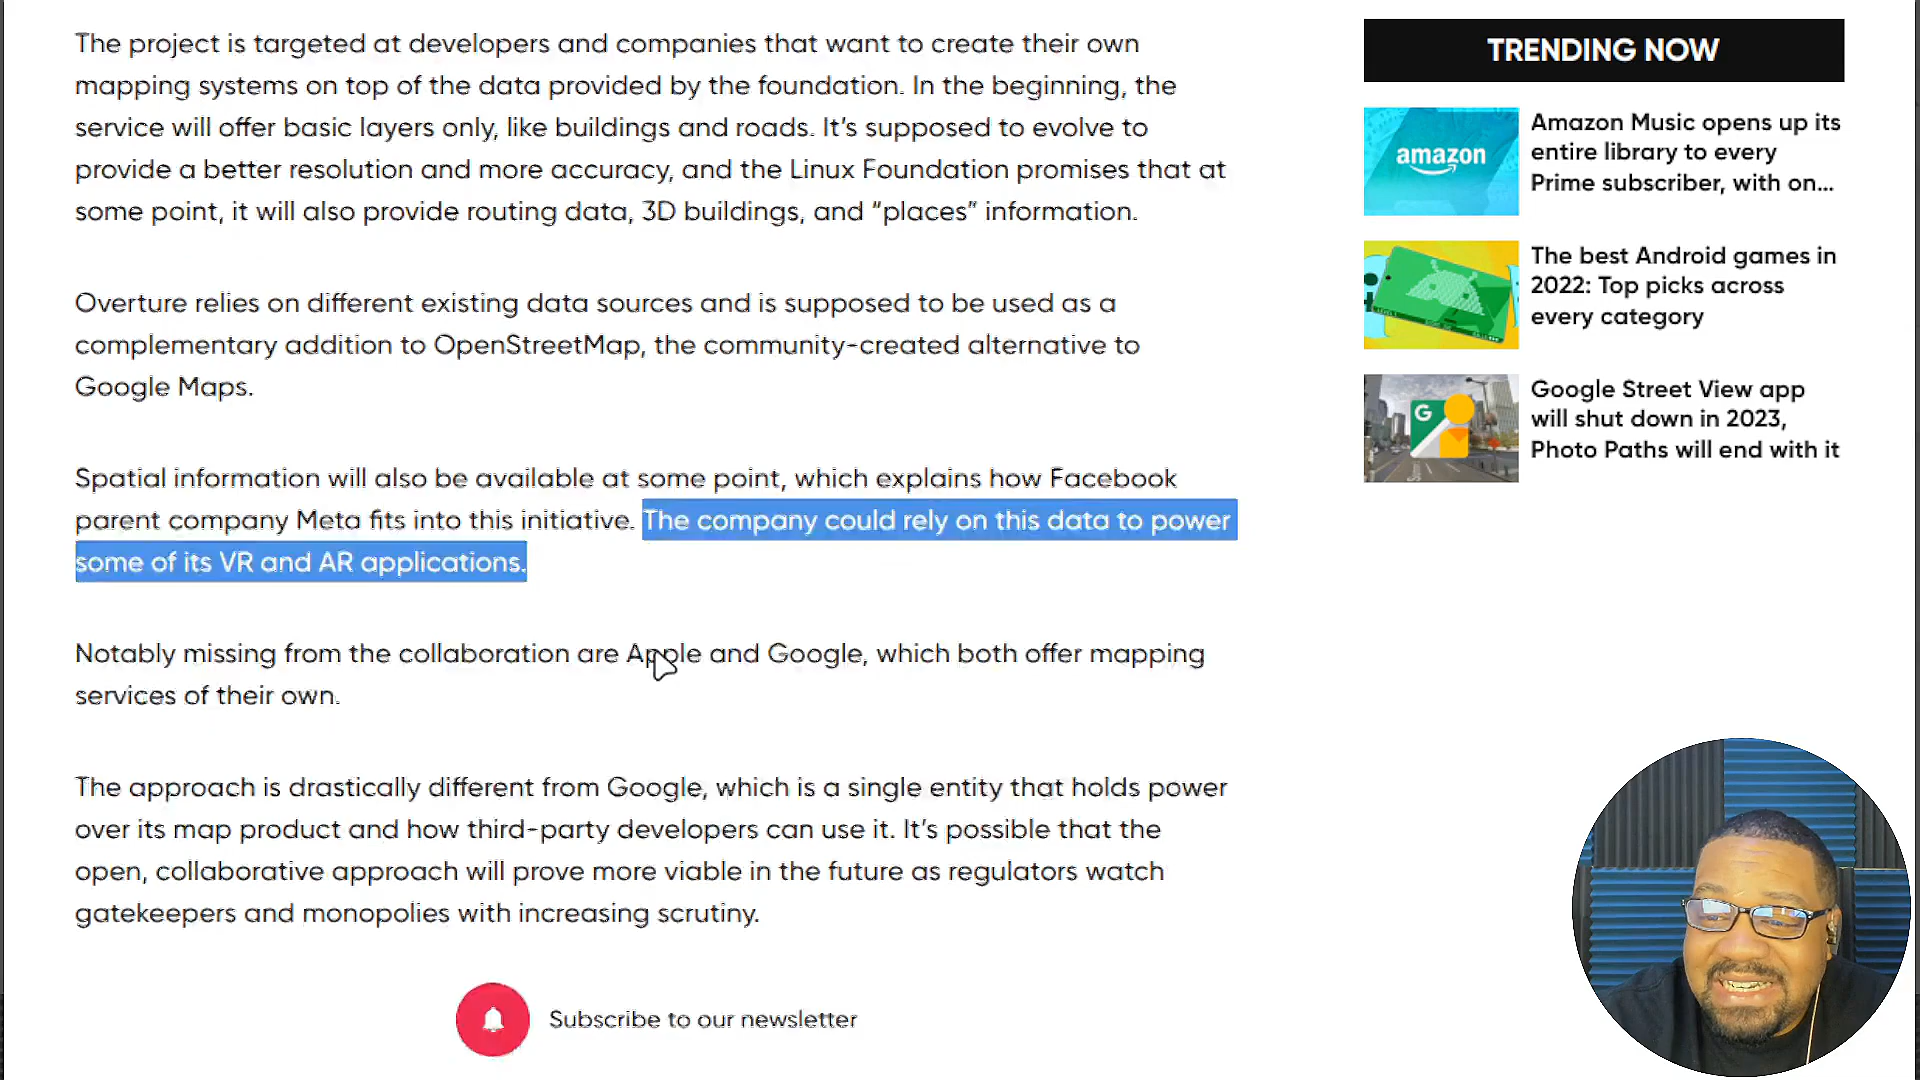 The project is targeted at developers and companies that want to create their own
mapping systems on top of the data provided by the foundation. In the beginning, the
service will offer basic layers only, like buildings and roads. It’s supposed to evolve to
provide a better resolution and more accuracy, and the Linux Foundation promises that at
some point, it will also provide routing data, 3D buildings, and “places” information.
Overture relies on different existing data sources and is supposed to be used as a
complementary addition to OpenStreetMap, the community-created alternative to
Google Maps.
Spatial information will also be available at some point, which explains how Facebook
parent company Meta fits into this initiative. The company could rely on this data to power
some of its VR and AR applications.
Notably missing from the collaboration are Apple and Google, which both offer mapping
services of their own.
The approach is drastically different from Google, which is a single entity that holds power
over its map product and how third-party developers can use it. It’s possible that the
open, collaborative approach will prove more viable in the future as regulators watch
gatekeepers and monopolies with increasing scrutiny.
Subscribe to our newsletter
TRENDING NOW
amazon
Amazon Music opens up its
entire library to every
Prime subscriber, with on...
The best Android games in
2022: Top picks across
every category
G
Google Street View app
will shut down in 2023,
Photo Paths will end with it